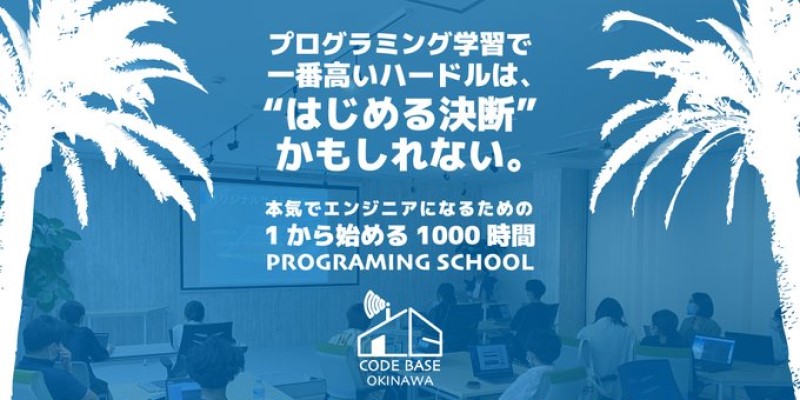 プログラミング学習で
一番高いハードルは、
“はじめる決断”
かもしれない。
本気でエンジニアになるための
1から始める1000時間
PROGRAMING SCHOOL
CODE BASE
OKINAWA